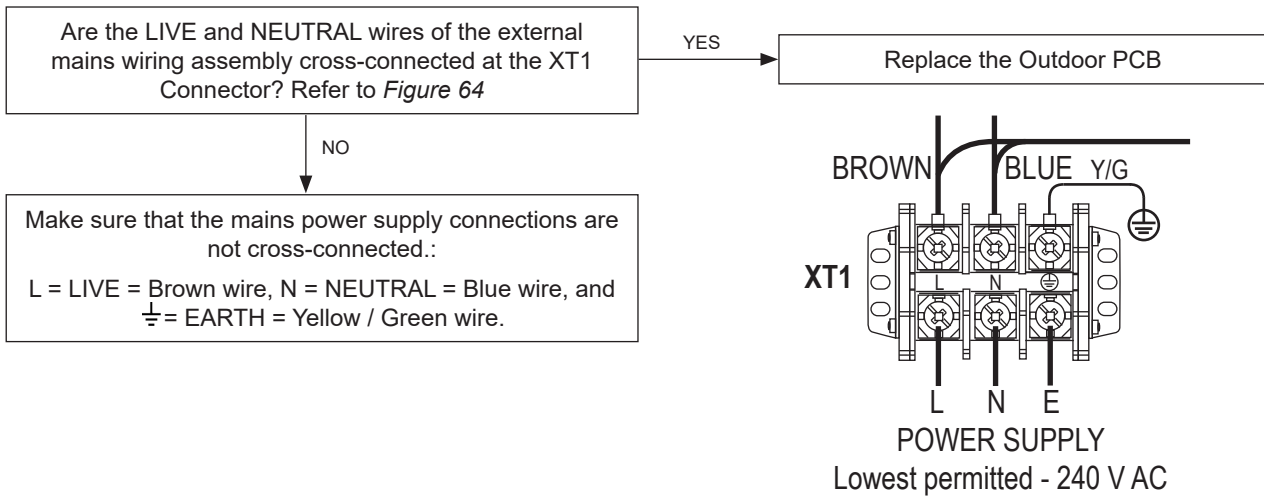 Are the LIVE and NEUTRAL wires of the external
mains wiring assembly cross-connected at the XT1
Connector? Refer to Figure 64
YES
Replace the Outdoor PCB
NO
Make sure that the mains power supply connections are
not cross-connected.:
L = LIVE = Brown wire, N = NEUTRAL = Blue wire, and
⏚= EARTH = Yellow / Green wire.
BROWN
BLUE
Y/G
XT1
L
N
L
N
E
POWER SUPPLY
Lowest permitted - 240 V AC